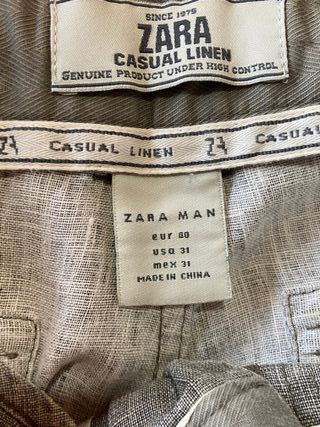 SINCE 1975
ZARA
CASUAL LINEN
GENUINE PRODUCT UNDER HIGH CONTROL
CASUAL LINEN
CASUAL
ZARA MAN
eur 40
usa 31
mex 31
MADE IN CHINA